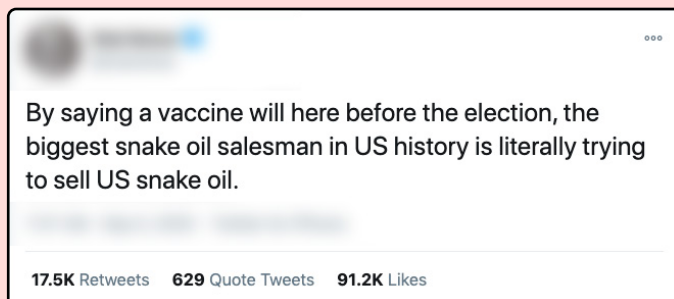 By saying a vaccine will here before the election, the
biggest snake oil salesman in US history is literally trying
to sell US snake oil.
17.5K Retweets 629 Quote Tweets 91.2K Likes